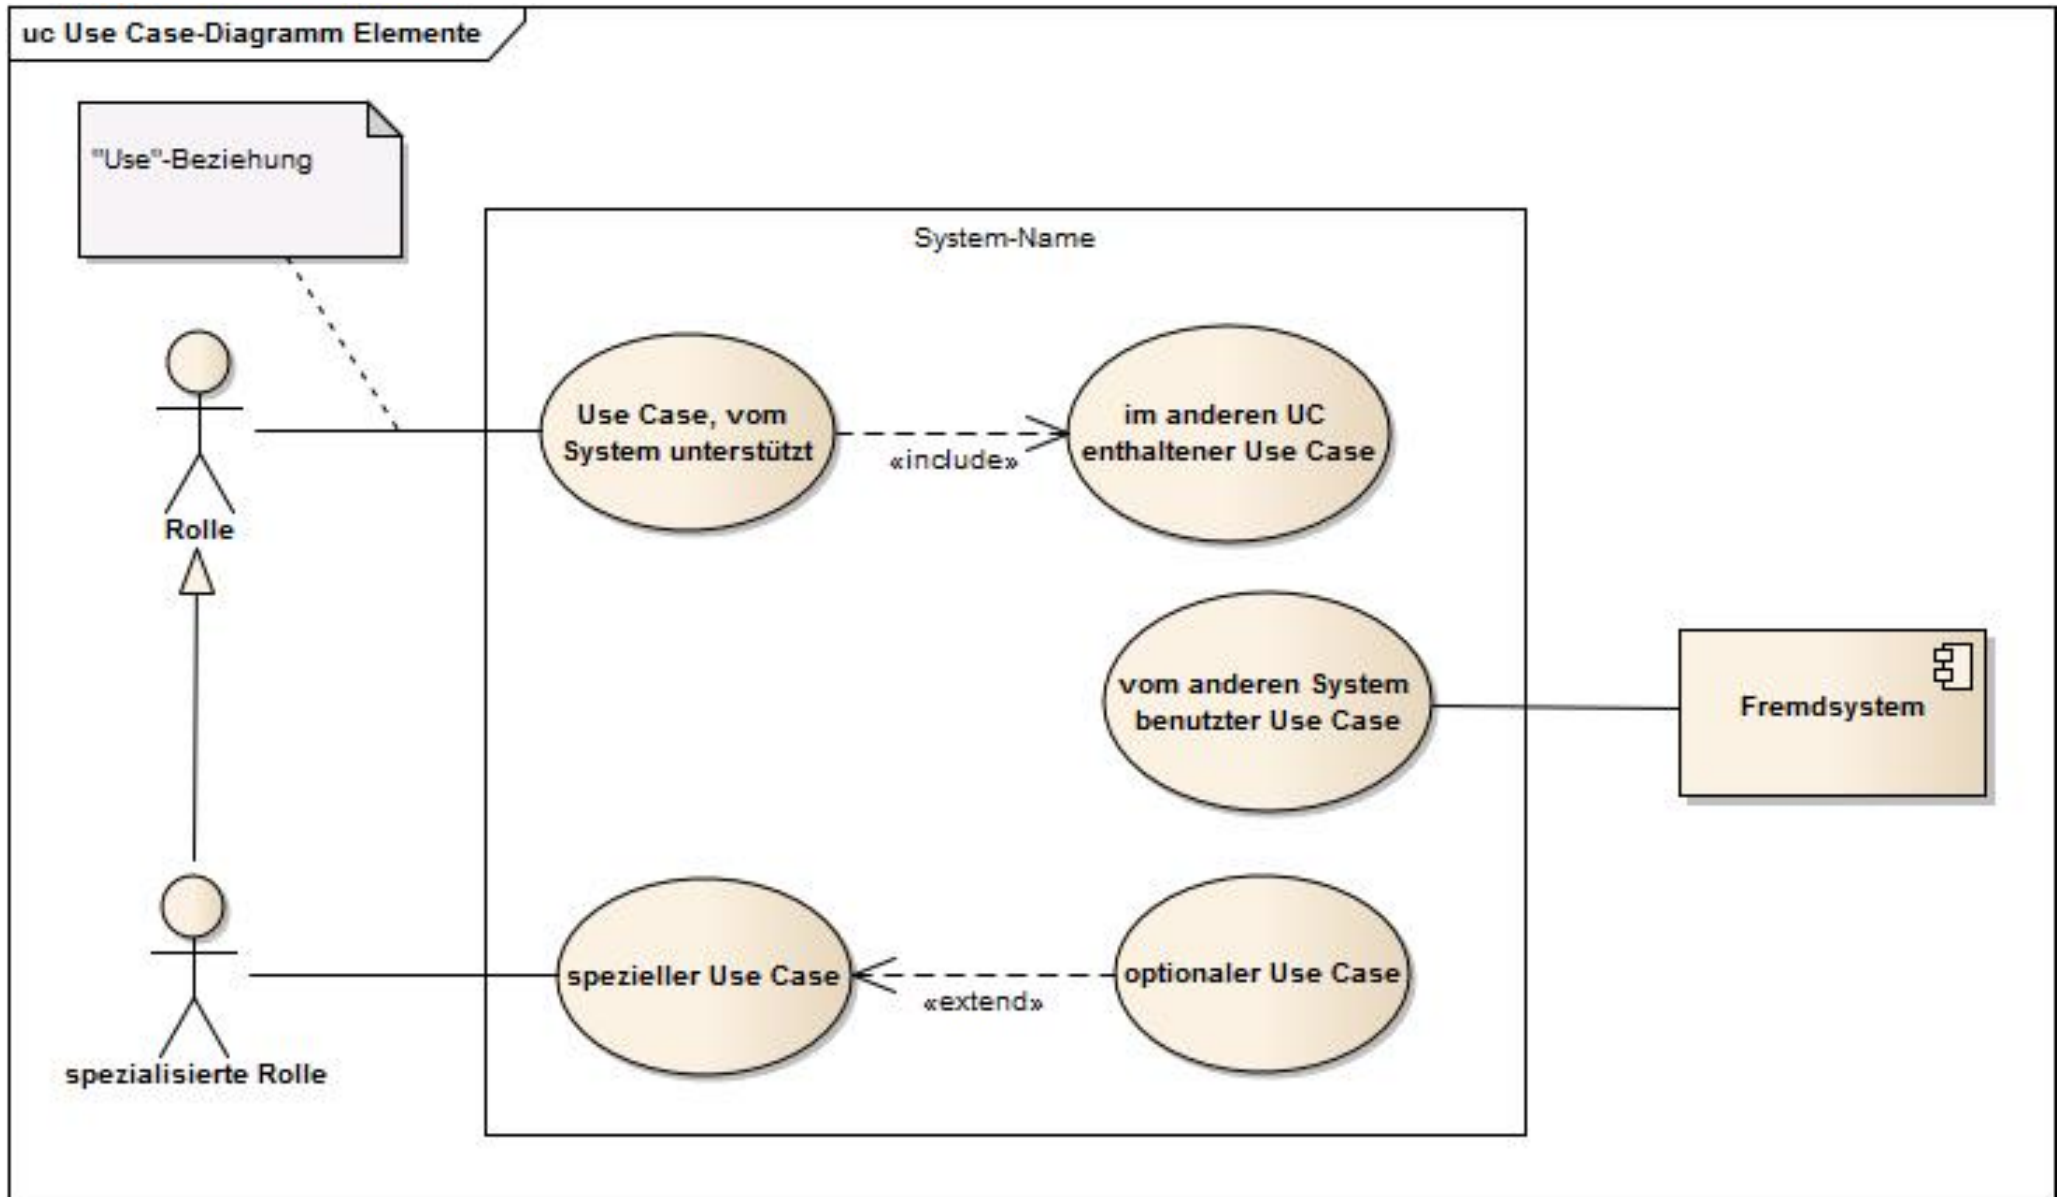 uc Use Case-Diagramm Elemente
"Use"-Beziehung
System-Name
Use Case, vom
System unterstützt
«include»
im anderen UC
enthaltener Use Case
Rolle
vom anderen System
benutzter Use Case
Fremdsystem
spezieller Use Case
«extend»
optionaler Use Case
spezialisierte Rolle